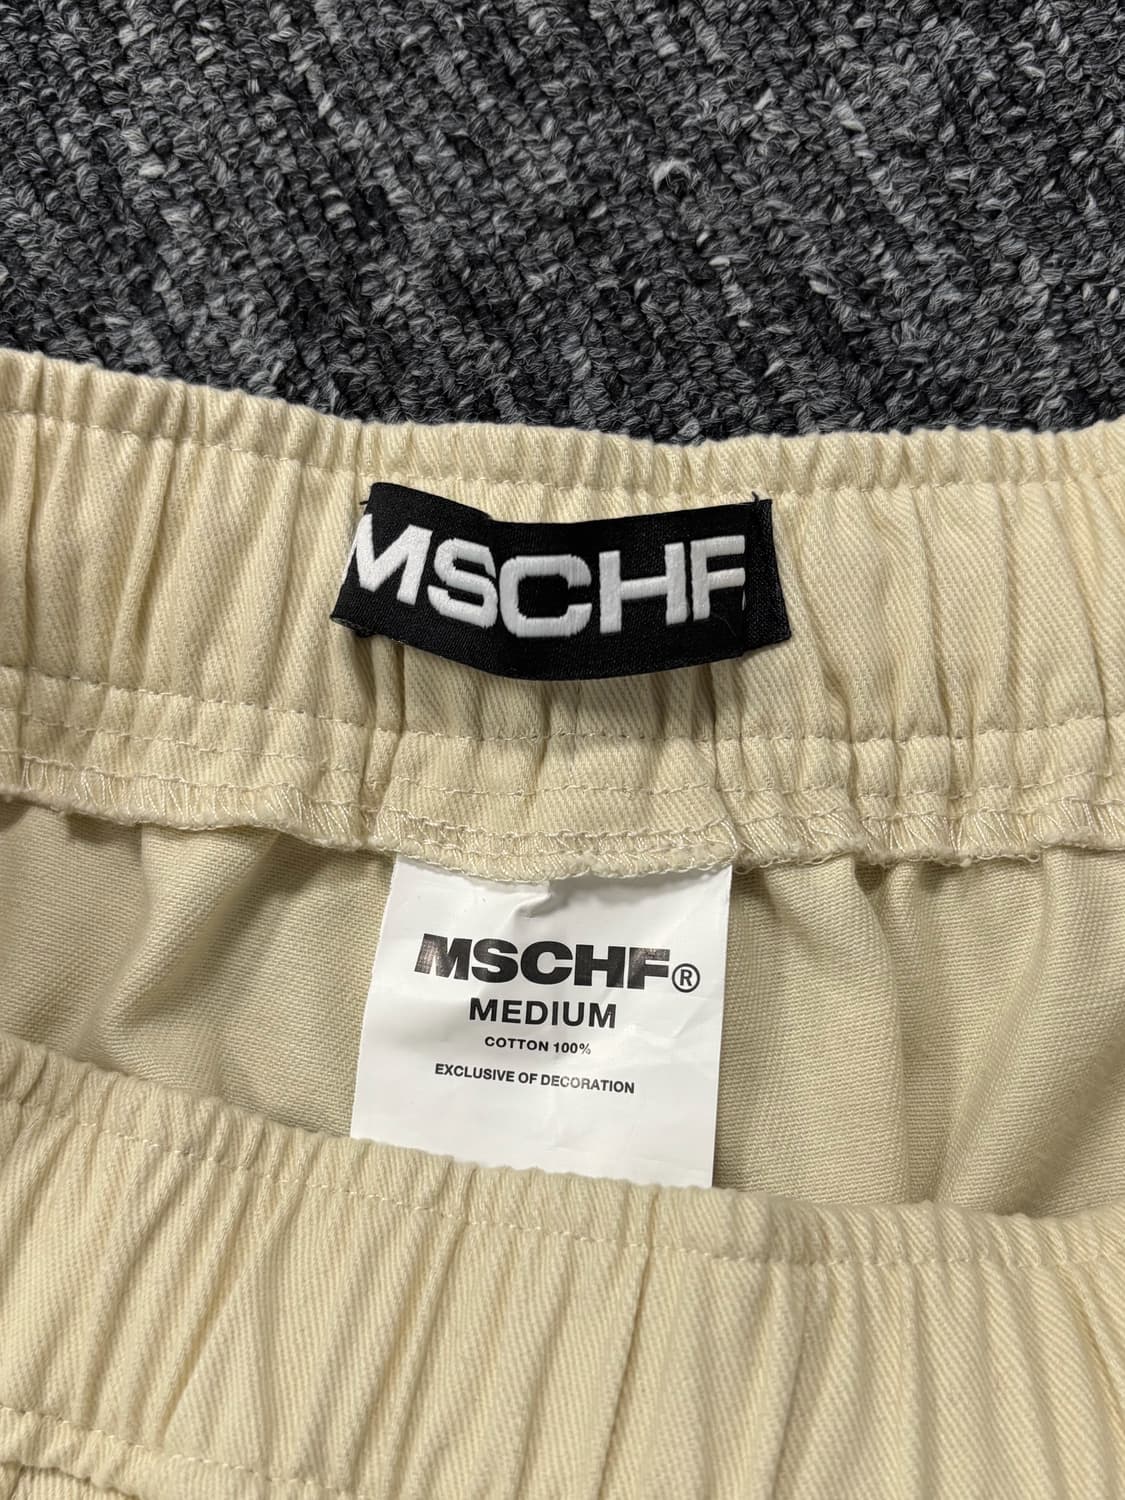 MSCHF
MSCHF®
MEDIUM
COTTON 100%
EXCLUSIVE OF DECORATION